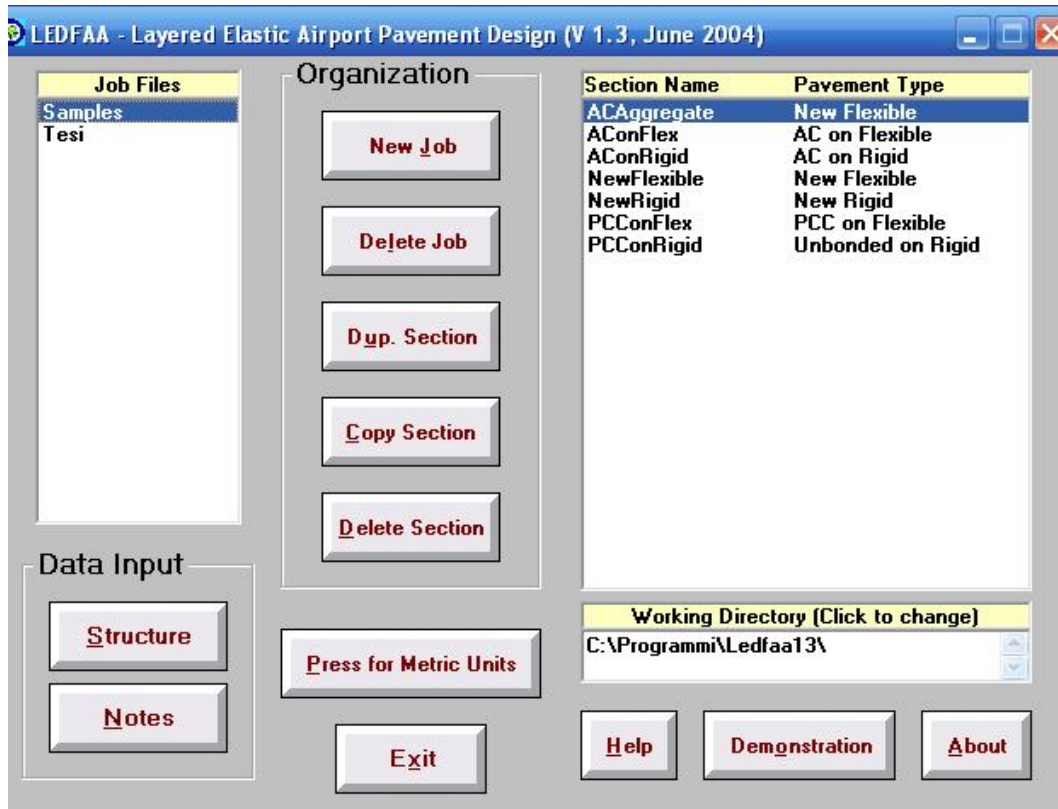 LEDFAA - Layered Elastic Airport Pavement Design (V 1.3, June 2004)
Job Files
Samples
Tesi
Organization
New Job
Delete Job
Dup. Section
Copy Section
Delete Section
Section Name Pavement Type
ACAggregate New Flexible
AConFlex AC on Flexible
AConRigid AC on Rigid
NewFlexible New Flexible
NewRigid New Rigid
PCConFlex PCC on Flexible
PCConRigid Unbonded on Rigid
Data Input
Structure
Notes
Press for Metric Units
Exit
Working Directory (Click to change)
C:\Programmi\Ledfaa13\
Help
Demonstration
About